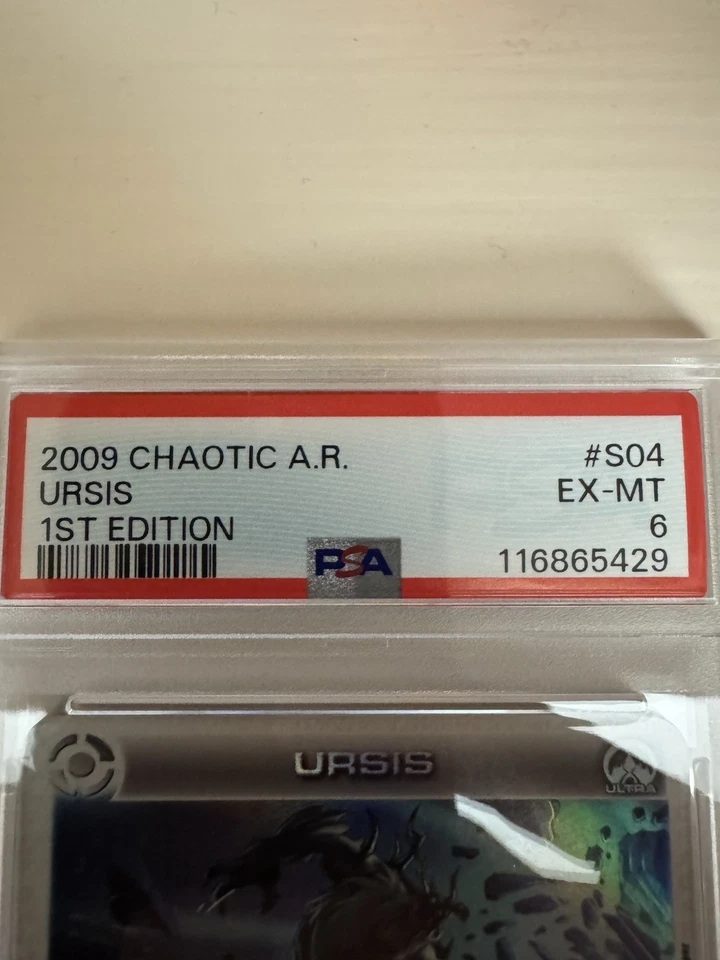 2009 CHAOTIC A.R. #S04
URSIS EX-MT
1ST EDITION 6
PSA 116865429
URSIS
ULTRA